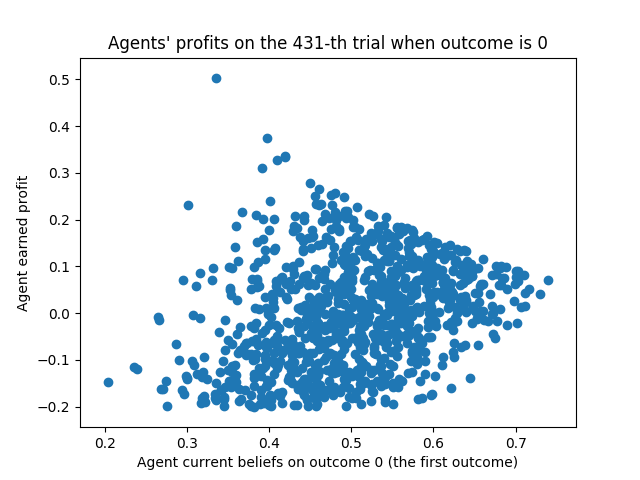 Agents' profits on the 431-th trial when outcome is 0
0.5
0.4
0.3
0.2
0.1
0.0
−0.1
−0.2
Agent earned profit
0.2 0.3 0.4 0.5 0.6 0.7
Agent current beliefs on outcome 0 (the first outcome)